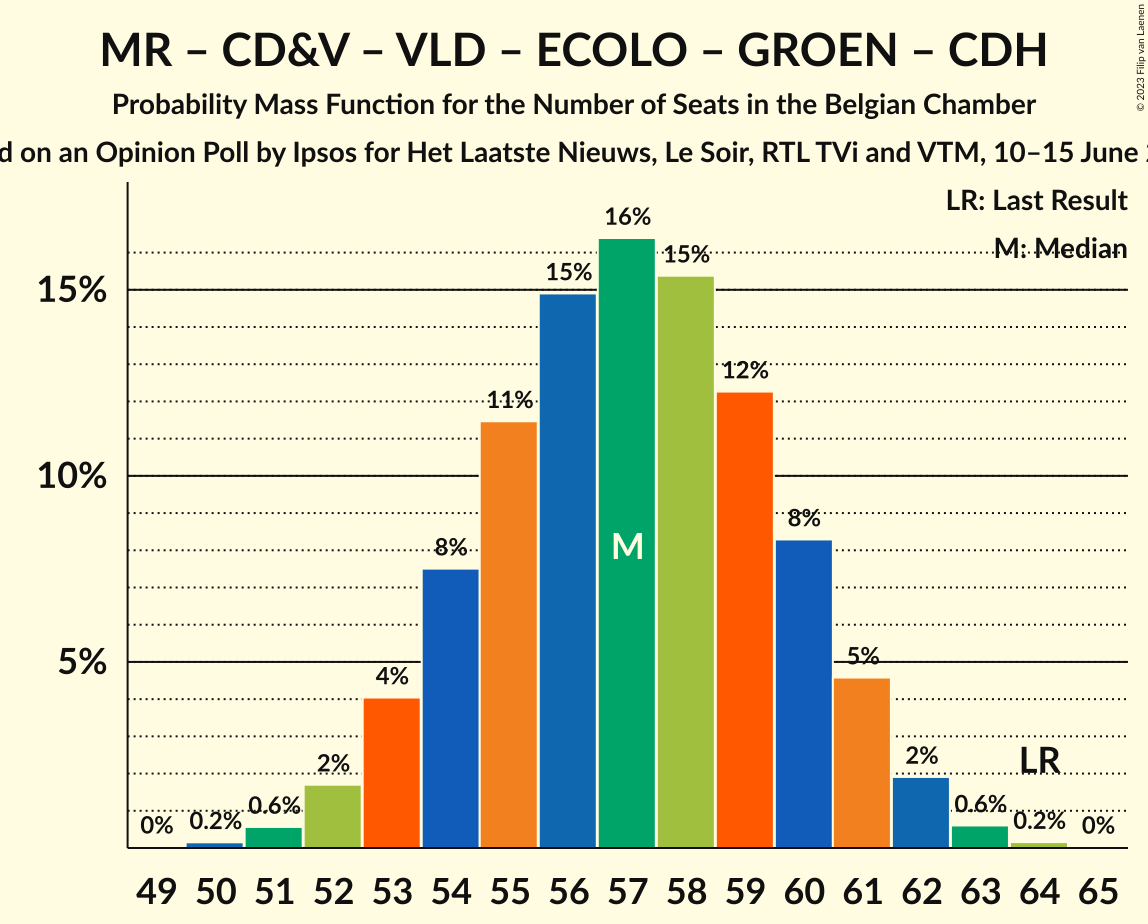 MR – CD&V – VLD – ECOLO – GROEN – CDH
Probability Mass Function for the Number of Seats in the Belgian Chamber
on an Opinion Poll by Ipsos for Het Laatste Nieuws, Le Soir, RTL TVi and VTM, 10–15 June
© 2023 Filip van Laenen
LR: Last Result
M: Median
16%
15%
15%
15%
12%
11%
10%
8%
M
8%
5%
5%
4%
2%
2%
LR
0.6%
0.6%
0%
0.2%
0.2%
0%
49 50 51 52 53 54 55 56 57 58 59 60 61 62 63 64 65